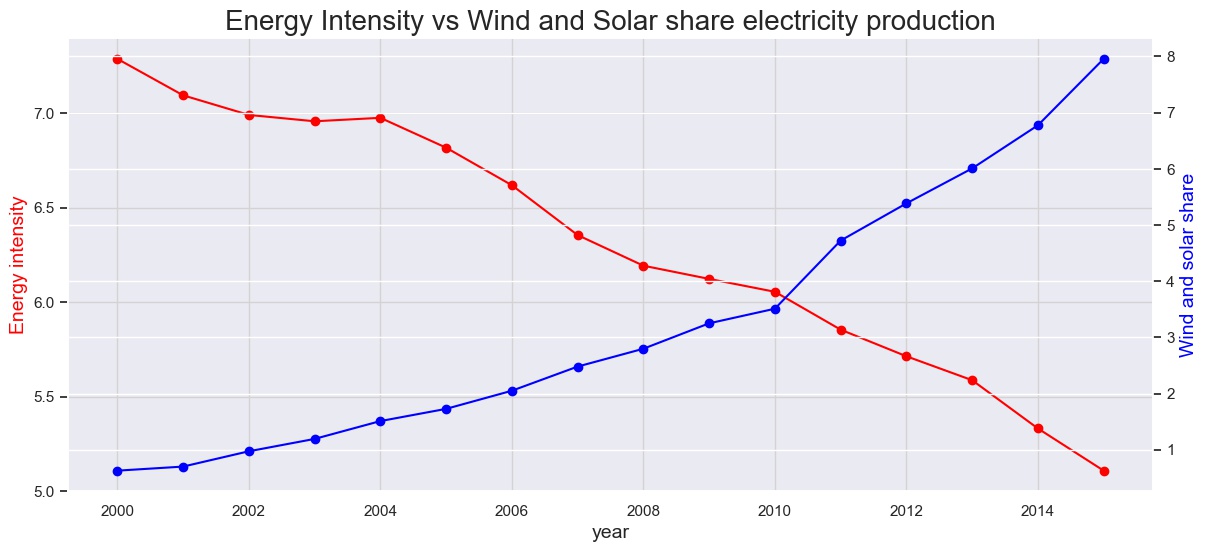 Energy Intensity vs Wind and Solar share electricity production
Energy intensity
7.0
6.5
6.0
5.5
5.0
8
7
6
5
4
3
2
1
Wind and solar share
2000 2002 2004 2006 2008 2010 2012 2014
year